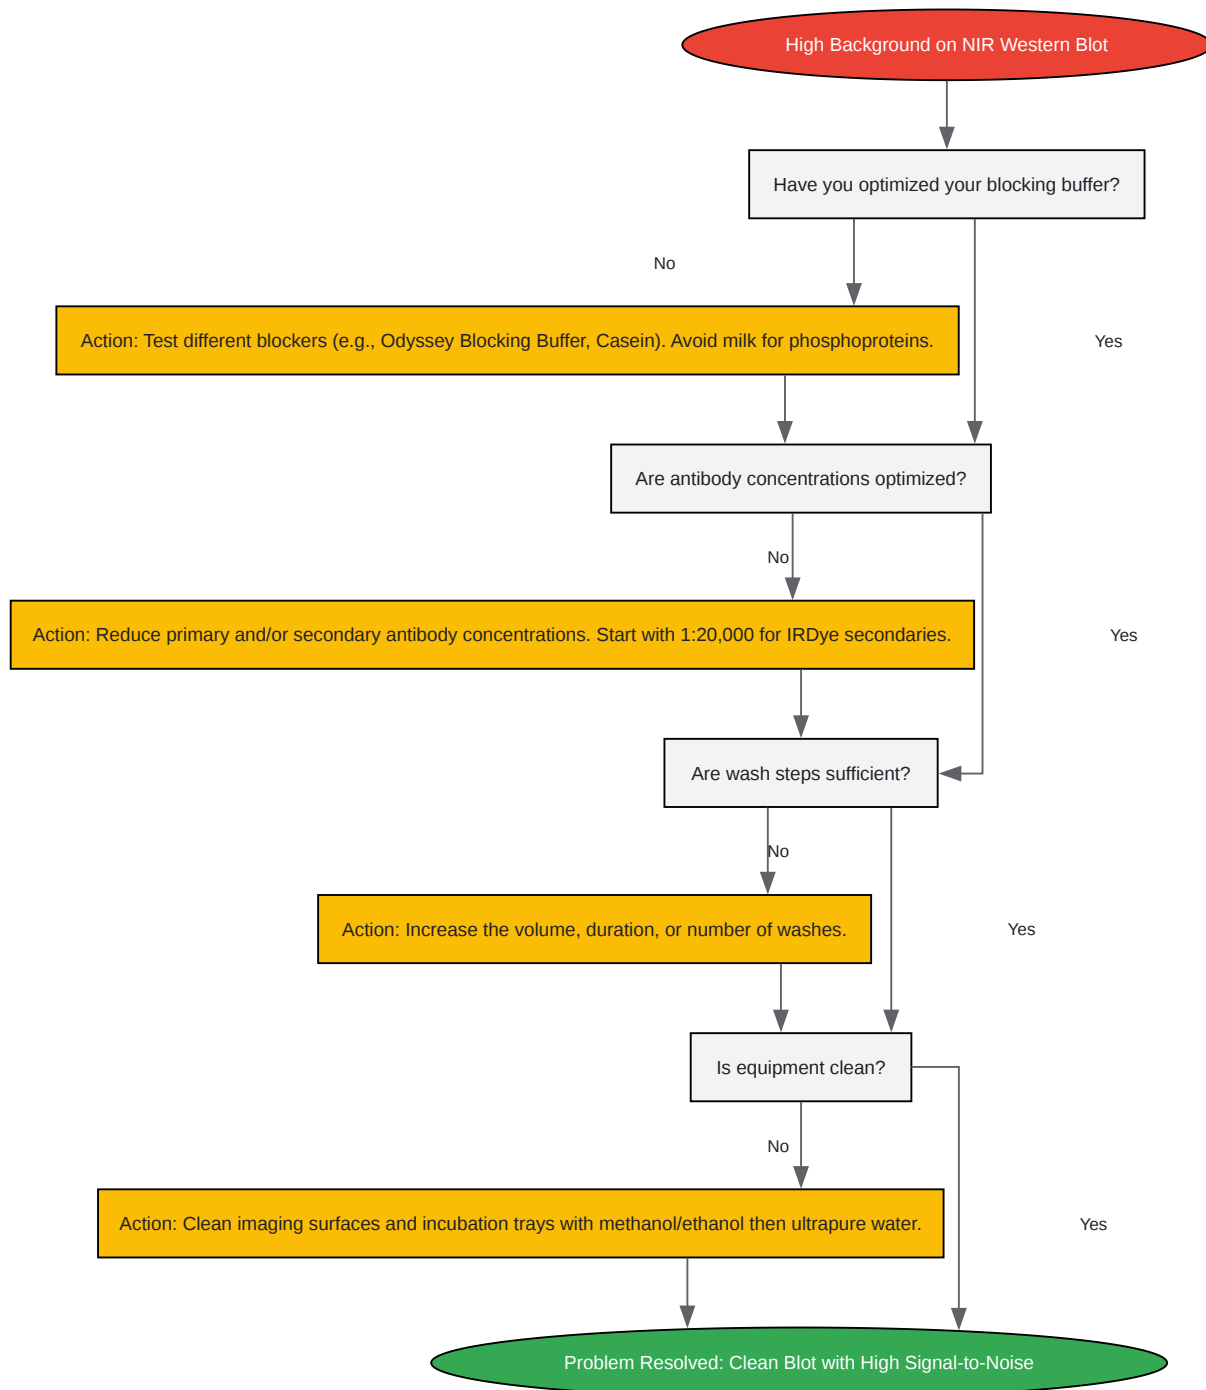 High Background on NIR Western Blot
Have you optimized your blocking buffer?
No
Action: Test different blockers (e.g., Odyssey Blocking Buffer, Casein). Avoid milk for phosphoproteins.
Yes
Are antibody concentrations optimized?
No
Action: Reduce primary and/or secondary antibody concentrations. Start with 1:20,000 for IRDye secondaries.
Yes
Are wash steps sufficient?
No
Action: Increase the volume, duration, or number of washes.
Yes
Is equipment clean?
No
Action: Clean imaging surfaces and incubation trays with methanol/ethanol then ultrapure water.
Yes
Problem Resolved: Clean Blot with High Signal-to-Noise